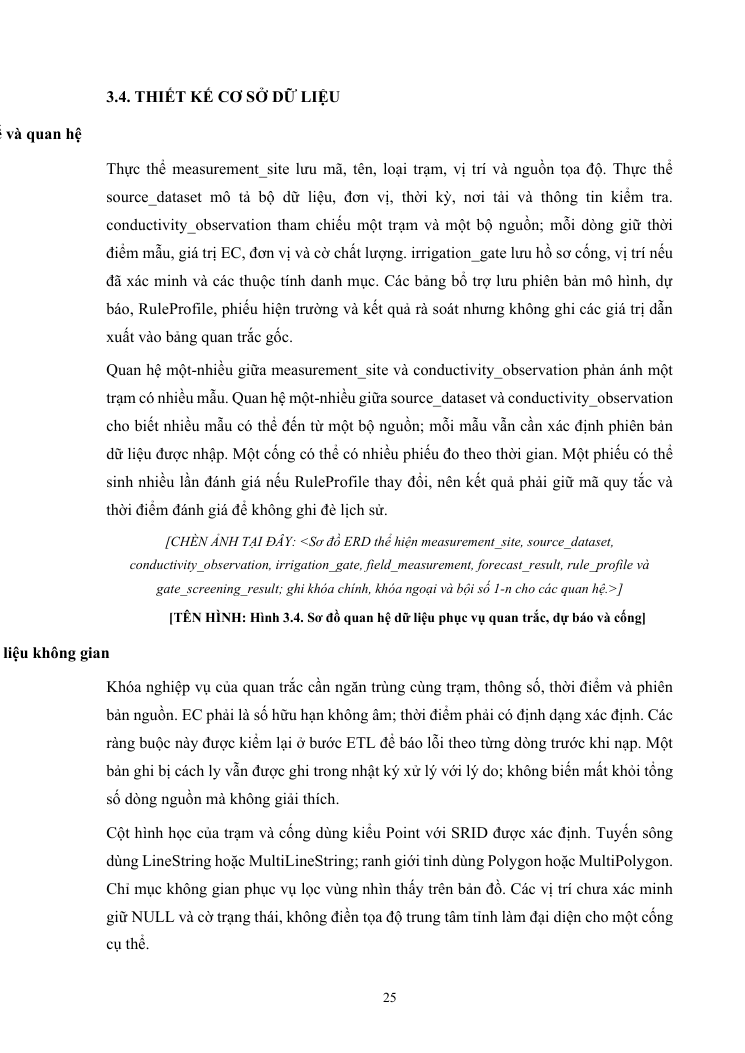 3.4. THIẾT KẾ CƠ SỞ DỮ LIỆU
và quan hệ
Thực thể measurement_site lưu mã, tên, loại trạm, vị trí và nguồn tọa độ. Thực thể
source_dataset mô tả bộ dữ liệu, đơn vị, thời kỳ, nơi tải và thông tin kiểm tra.
conductivity_observation tham chiếu một trạm và một bộ nguồn; mỗi dòng giữ thời
điểm mẫu, giá trị EC, đơn vị và cờ chất lượng. irrigation_gate lưu hồ sơ cống, vị trí nếu
đã xác minh và các thuộc tính danh mục. Các bảng bổ trợ lưu phiên bản mô hình, dự
báo, RuleProfile, phiếu hiện trường và kết quả rà soát nhưng không ghi các giá trị dẫn
xuất vào bảng quan trắc gốc.
Quan hệ một-nhiều giữa measurement_site và conductivity_observation phản ánh một
trạm có nhiều mẫu. Quan hệ một-nhiều giữa source_dataset và conductivity_observation
cho biết nhiều mẫu có thể đến từ một bộ nguồn; mỗi mẫu vẫn cần xác định phiên bản
dữ liệu được nhập. Một cống có thể có nhiều phiếu đo theo thời gian. Một phiếu có thể
sinh nhiều lần đánh giá nếu RuleProfile thay đổi, nên kết quả phải giữ mã quy tắc và
thời điểm đánh giá để không ghi đè lịch sử.
[CHÈN ẢNH TẠI ĐÂY: <Sơ đồ ERD thể hiện measurement_site, source_dataset,
conductivity_observation, irrigation_gate, field_measurement, forecast_result, rule_profile và
gate_screening_result; ghi khóa chính, khóa ngoại và bội số 1-n cho các quan hệ.>]
[TÊN HÌNH: Hình 3.4. Sơ đồ quan hệ dữ liệu phục vụ quan trắc, dự báo và cống]
liệu không gian
Khóa nghiệp vụ của quan trắc cần ngăn trùng cùng trạm, thông số, thời điểm và phiên
bản nguồn. EC phải là số hữu hạn không âm; thời điểm phải có định dạng xác định. Các
ràng buộc này được kiểm lại ở bước ETL để báo lỗi theo từng dòng trước khi nạp. Một
bản ghi bị cách ly vẫn được ghi trong nhật ký xử lý với lý do; không biến mất khỏi tổng
số dòng nguồn mà không giải thích.
Cột hình học của trạm và cống dùng kiểu Point với SRID được xác định. Tuyến sông
dùng LineString hoặc MultiLineString; ranh giới tỉnh dùng Polygon hoặc MultiPolygon.
Chỉ mục không gian phục vụ lọc vùng nhìn thấy trên bản đồ. Các vị trí chưa xác minh
giữ NULL và cờ trạng thái, không điền tọa độ trung tâm tỉnh làm đại diện cho một cống
cụ thể.
25